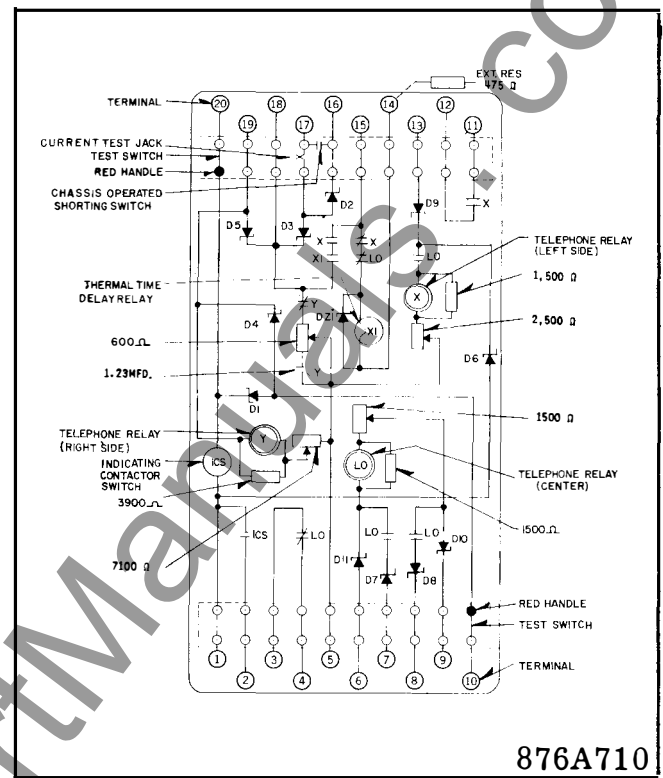 EXT. RES
475 Ω
TERMINAL
20
18
16
14
12
19
17
15
13
11
CURRENT TEST JACK
TEST SWITCH
RED HANDLE
CHASSIS OPERATED
SHORTING SWITCH
D2
D9
X
D5
D3
X
X
TELEPHONE RELAY
(LEFT SIDE)
XI
LO
LO
THERMAL TIME
DELAY RELAY
X
1,500 Ω
Y
DZ1
XI
2,500 Ω
D4
600Ω
D6
1.23MFD.
Y
D1
1500 Ω
TELEPHONE RELAY
(RIGHT SIDE)
Y
INDICATING
CONTACTOR
SWITCH
ICS
LO
TELEPHONE RELAY
(CENTER)
3900Ω
1500Ω
ICS
LO
LO
LO
D10
7100 Ω
D11
D7
D8
RED HANDLE
TEST SWITCH
1
3
5
7
9
2
4
6
8
10
TERMINAL
876A710